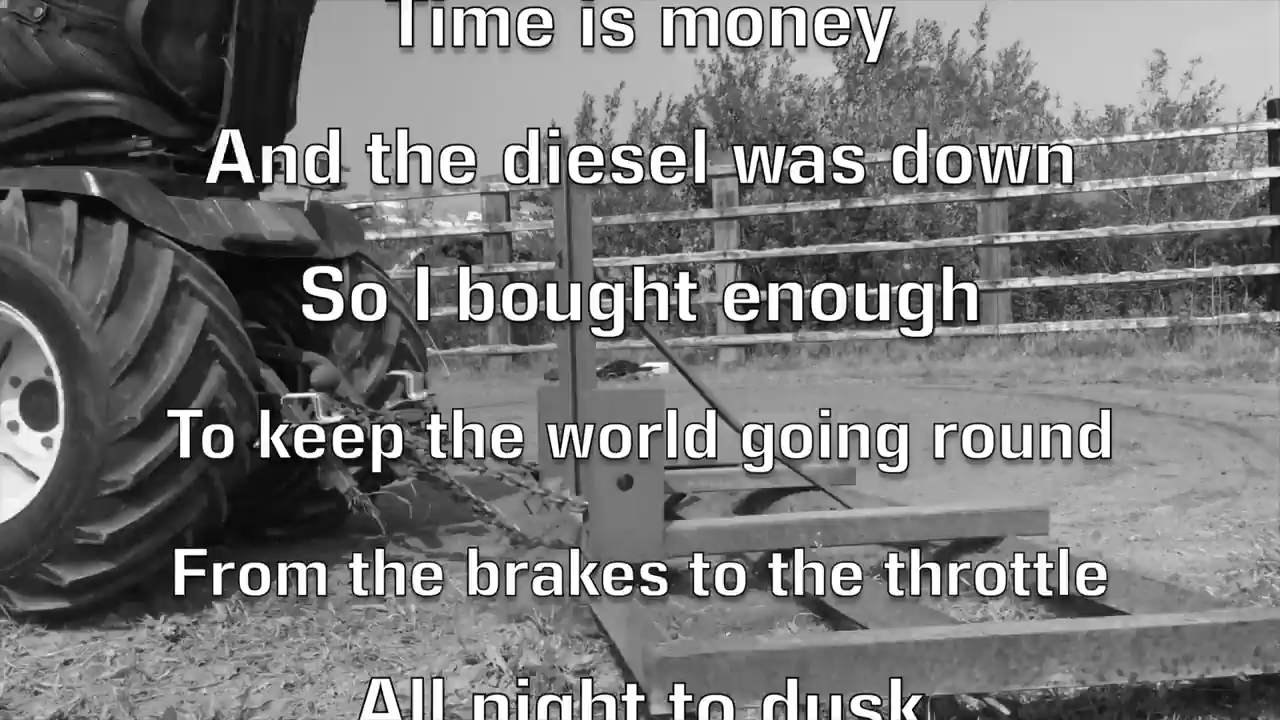 Time is money
And the diesel was down
So I bought enough
To keep the world going round
From the brakes to the throttle
All night to dusk